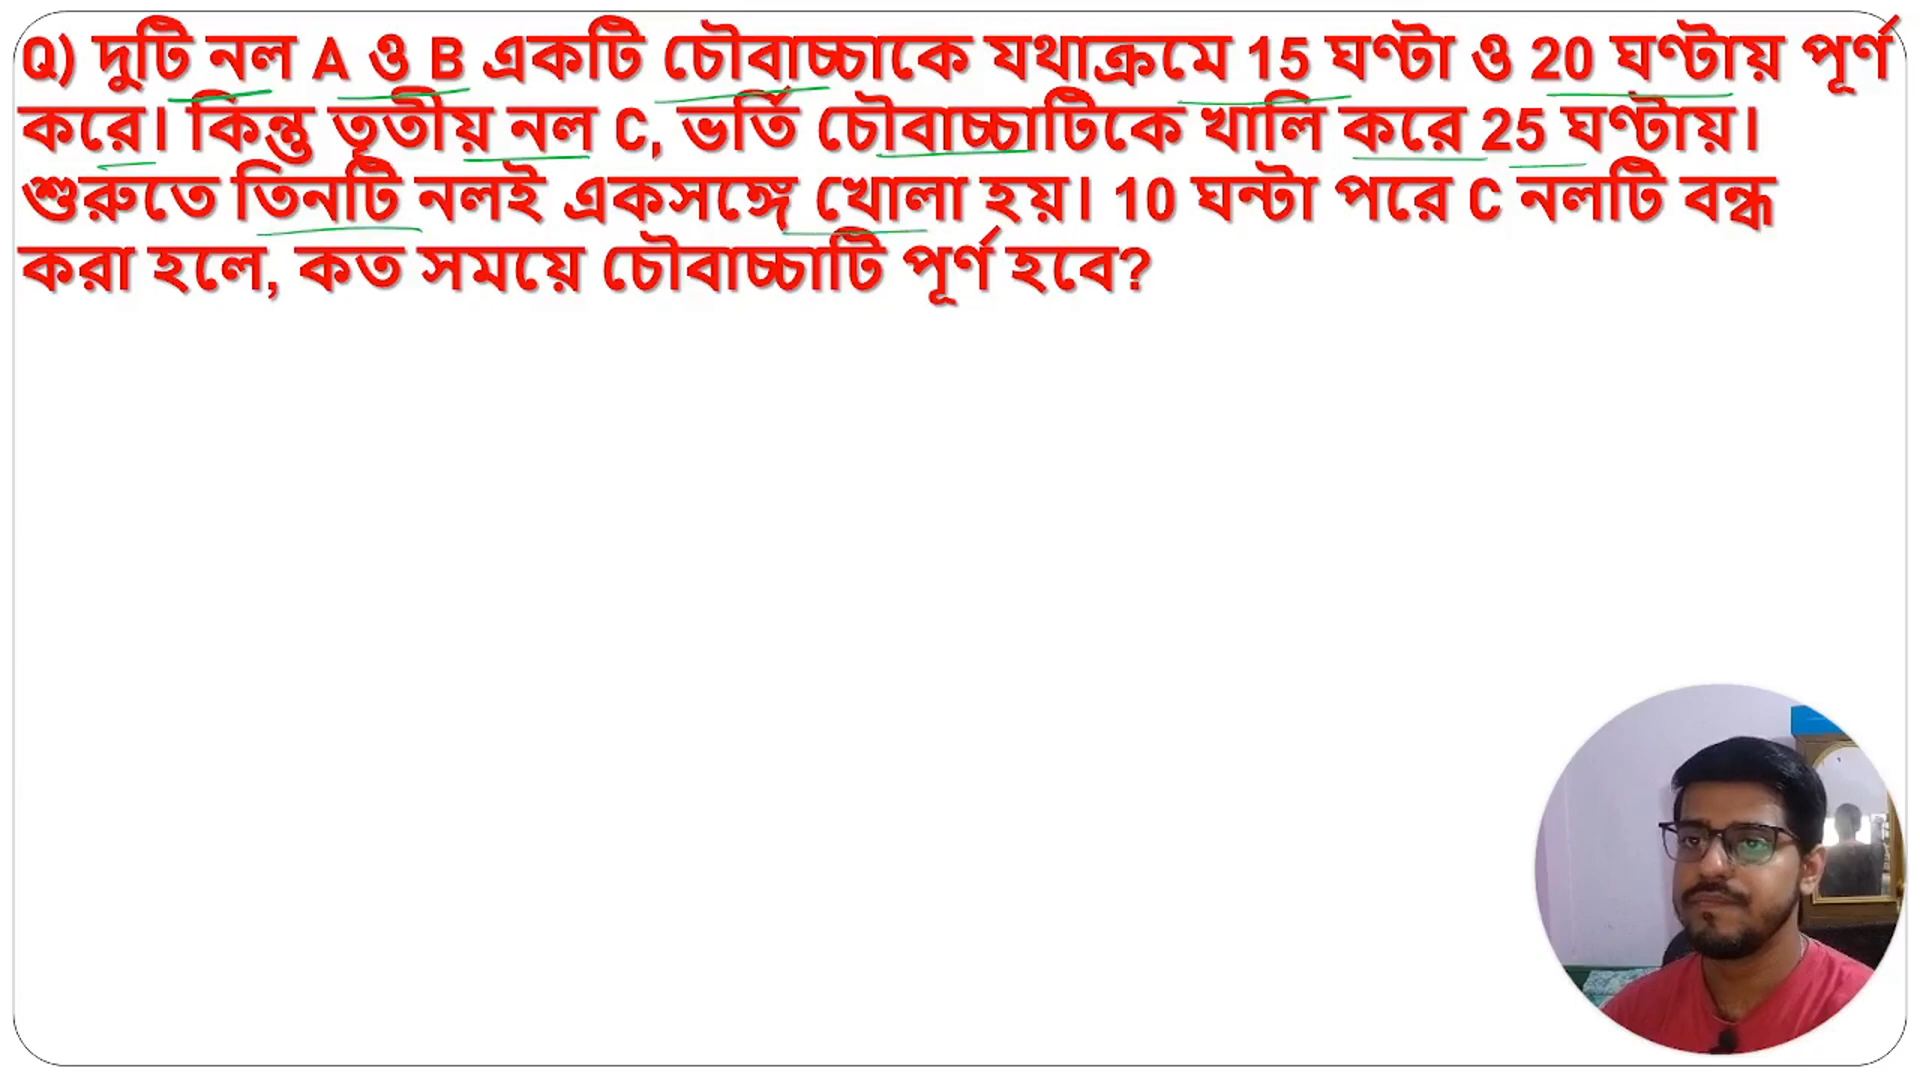 Q) দুটি নল A ও B একটি চৌবাচ্চাকে যথাক্রমে 15 ঘণ্টা ও 20 ঘণ্টায় পূর্ণ
করে। কিন্তু তৃতীয় নল C, ভর্তি চৌবাচ্চাটিকে খালি করে 25 ঘণ্টায়।
শুরুতে তিনটি নলই একসঙ্গে খোলা হয়। 10 ঘন্টা পরে C নলটি বন্ধ
করা হলে, কত সময়ে চৌবাচ্চাটি পূর্ণ হবে?